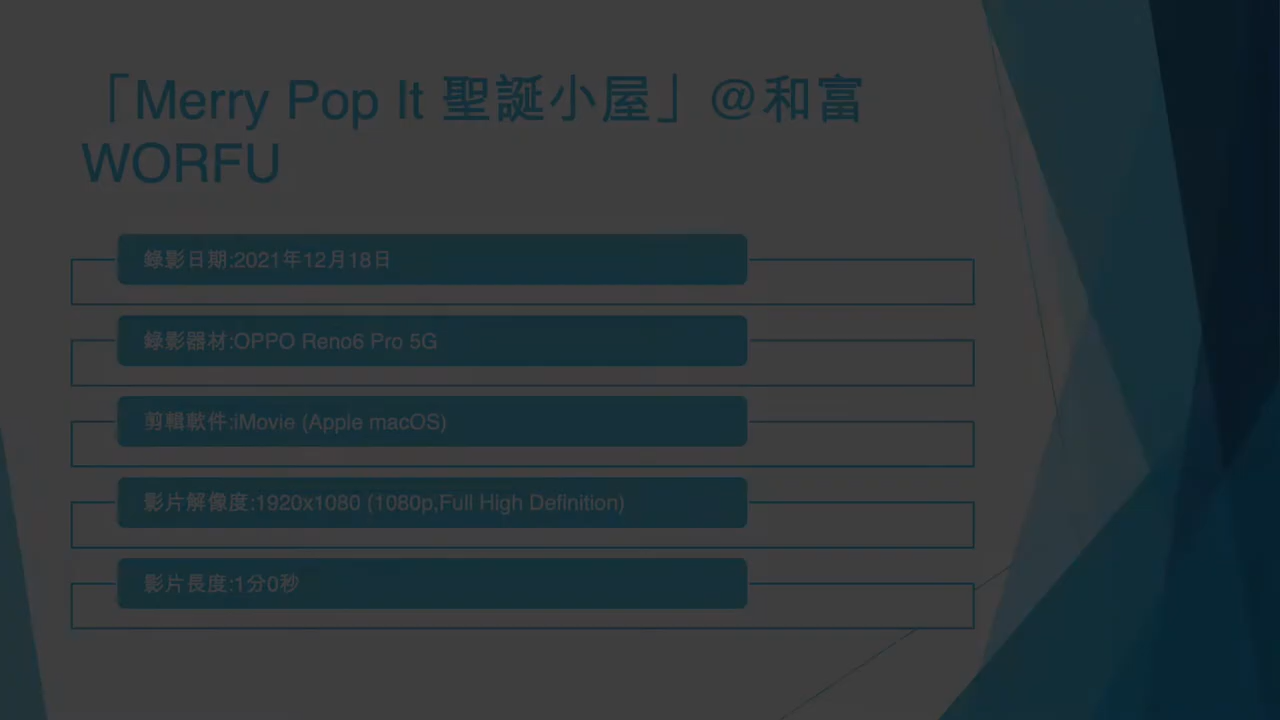 「Merry Pop It 聖誕小屋」@和富
WORFU
錄影日期:2021年12月18日
錄影器材:OPPO Reno6 Pro 5G
剪輯軟件:iMovie (Apple macOS)
影片解像度:1920x1080 (1080p,Full High Definition)
影片長度:1分0秒